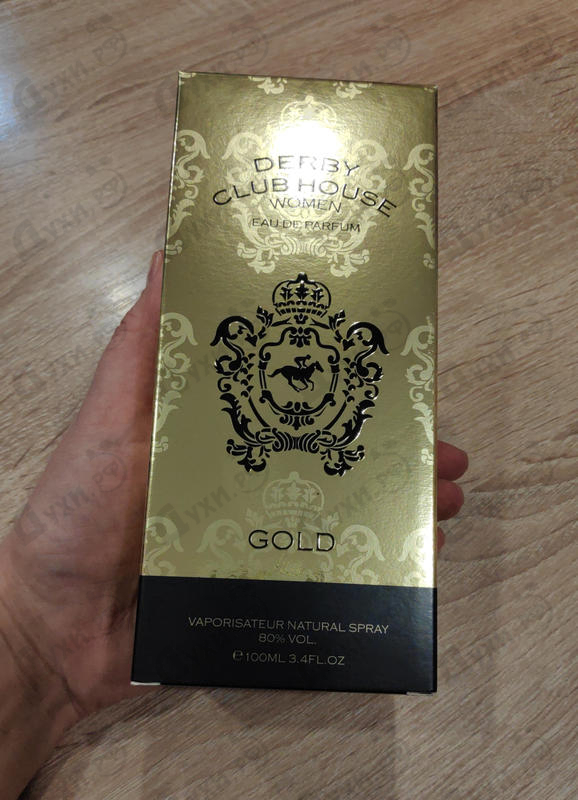 DERBY
CLUB HOUSE
WOMEN
EAU DE PARFUM
GOLD
VAPORISATEUR NATURAL SPRAY
80% VOL.
℮100ML 3.4FL.OZ